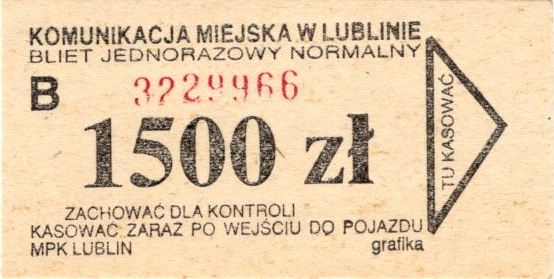 KOMUNIKACJA MIEJSKA W LUBLINIE
BLIET JEDNORAZOWY NORMALNY
B 3229966
1500 zł
TU KASOWAĆ
ZACHOWAĆ DLA KONTROLI
KASOWAĆ ZARAZ PO WEJŚCIU DO POJAZDU
MPK LUBLIN grafika